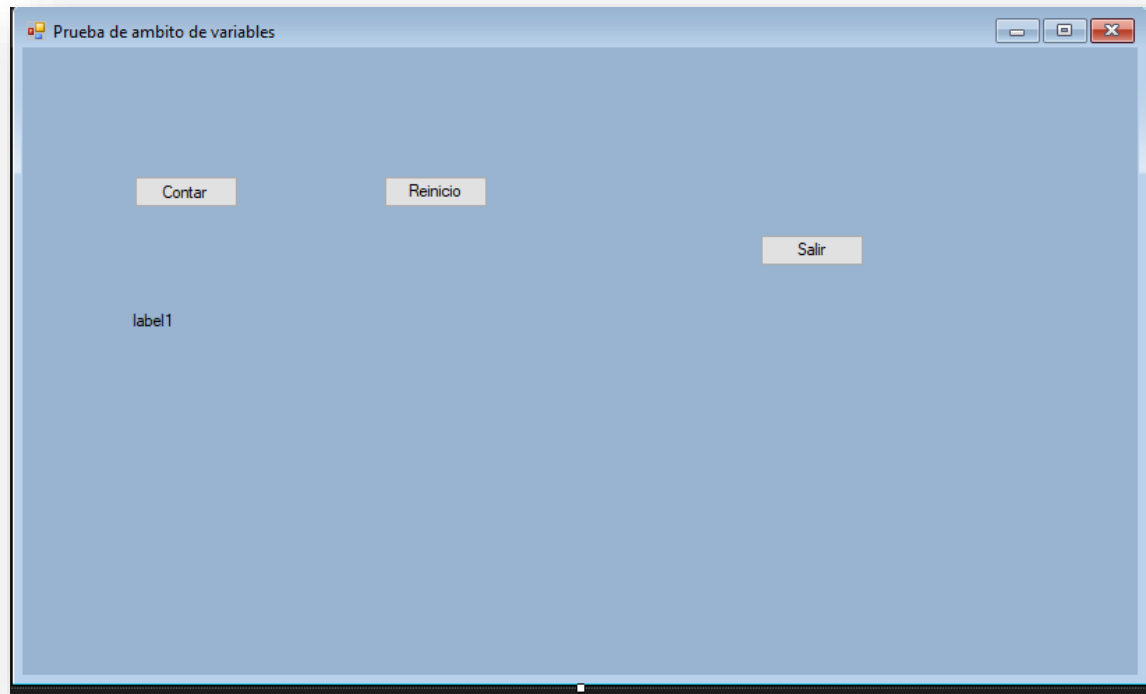 Prueba de ambito de variables
Contar
Reinicio
Salir
label1